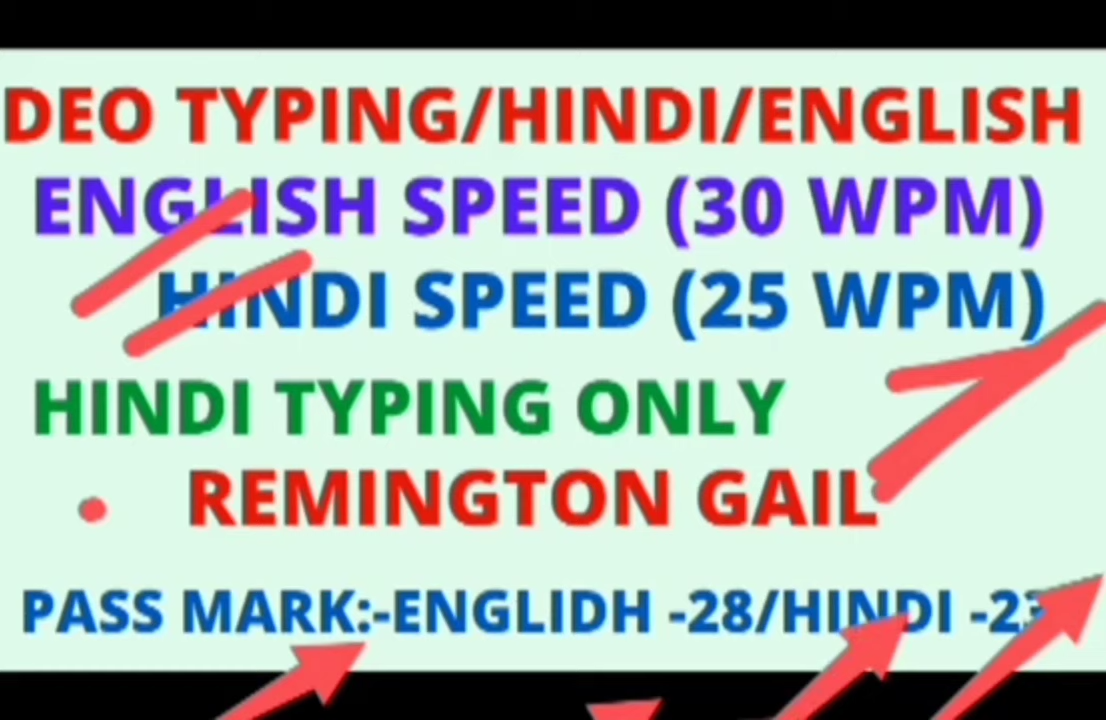 DEO TYPING/HINDI/ENGLISH
ENGLISH SPEED (30 WPM)
HINDI SPEED (25 WPM)
HINDI TYPING ONLY
REMINGTON GAIL
PASS MARK:-ENGLIDH -28/HINDI -23